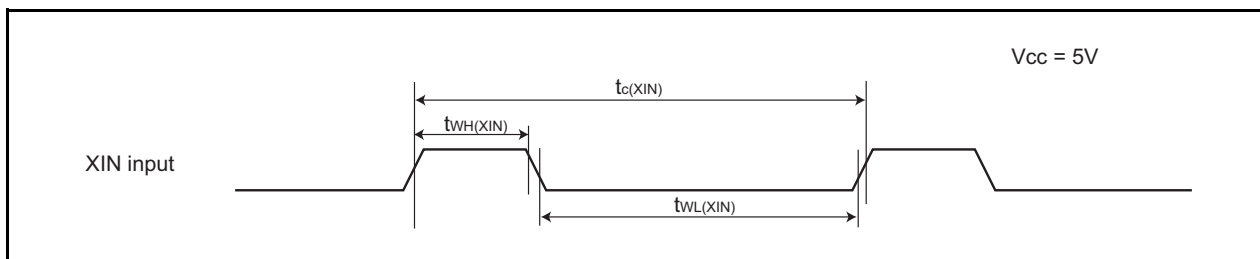 Vcc = 5V
tc(XIN)
tWH(XIN)
XIN input
tWL(XIN)